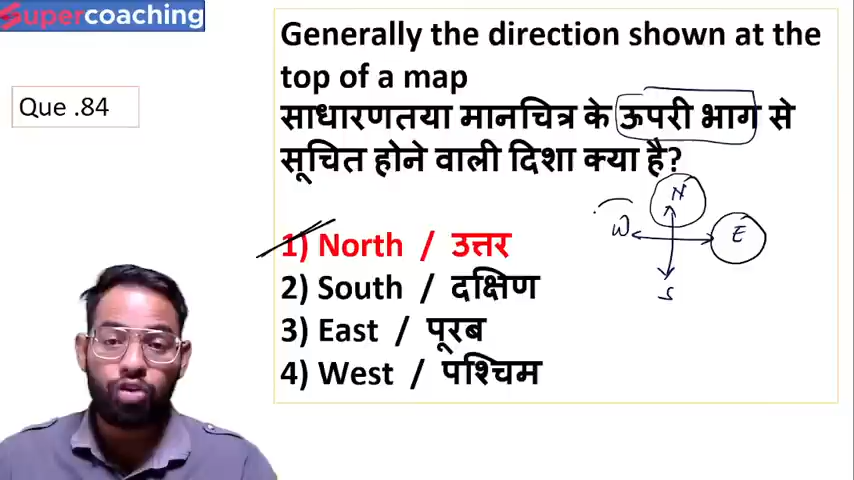 Supercoaching
Que .84
Generally the direction shown at the
top of a map
साधारणतया मानचित्र के ऊपरी भाग से
सूचित होने वाली दिशा क्या है?
N
W E
S
1) North / उत्तर
2) South / दक्षिण
3) East / पूरब
4) West / पश्चिम